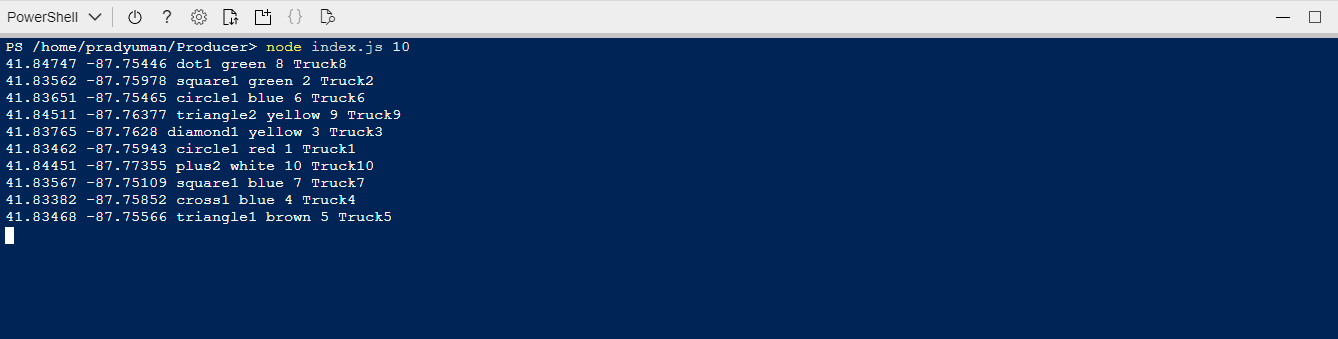 PowerShell
PS /home/pradyuman/Producer> node index.js 10
41.84747 -87.75446 dot1 green 8 Truck8
41.83562 -87.75978 square1 green 2 Truck2
41.83651 -87.75465 circle1 blue 6 Truck6
41.84511 -87.76377 triangle2 yellow 9 Truck9
41.83765 -87.7628 diamond1 yellow 3 Truck3
41.83462 -87.75943 circle1 red 1 Truck1
41.84451 -87.77355 plus2 white 10 Truck10
41.83567 -87.75109 square1 blue 7 Truck7
41.83382 -87.75852 cross1 blue 4 Truck4
41.83468 -87.75566 triangle1 brown 5 Truck5